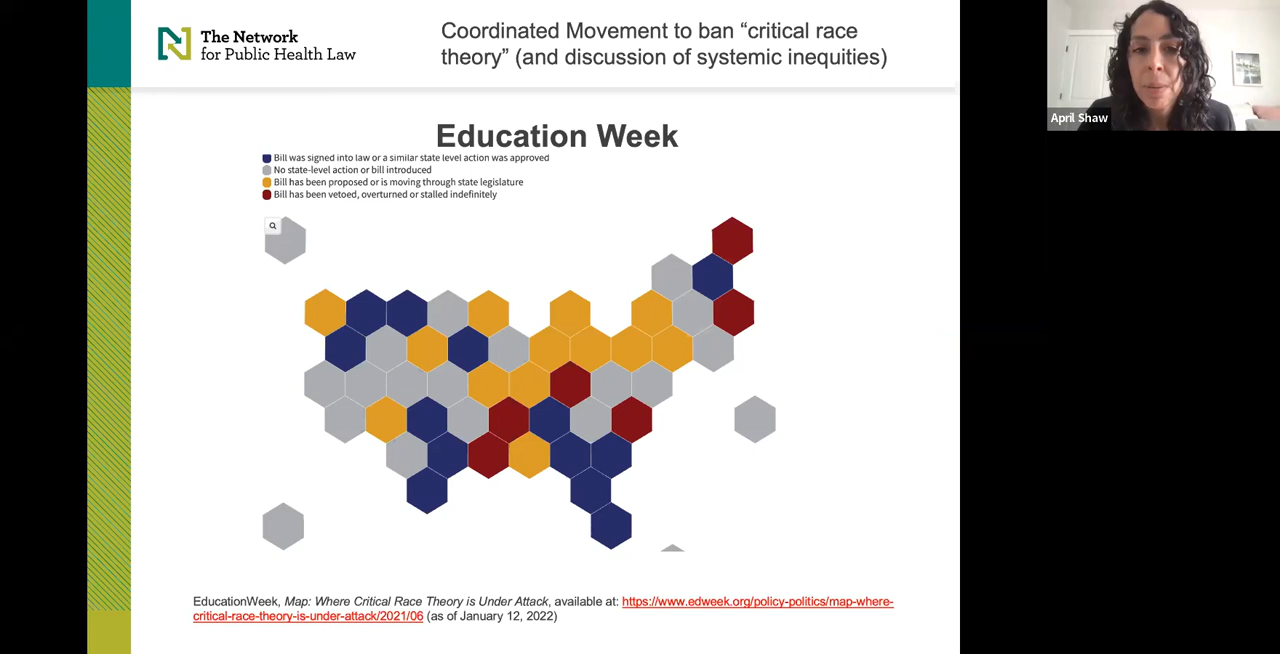 The Network
for Public Health Law
Coordinated Movement to ban “critical race
theory” (and discussion of systemic inequities)
April Shaw
Education Week
Bill was signed into law or a similar state level action was approved
No state-level action or bill introduced
Bill has been proposed or is moving through state legislature
Bill has been vetoed, overturned or stalled indefinitely
EducationWeek, Map: Where Critical Race Theory is Under Attack, available at: https://www.edweek.org/policy-politics/map-where-
critical-race-theory-is-under-attack/2021/06 (as of January 12, 2022)